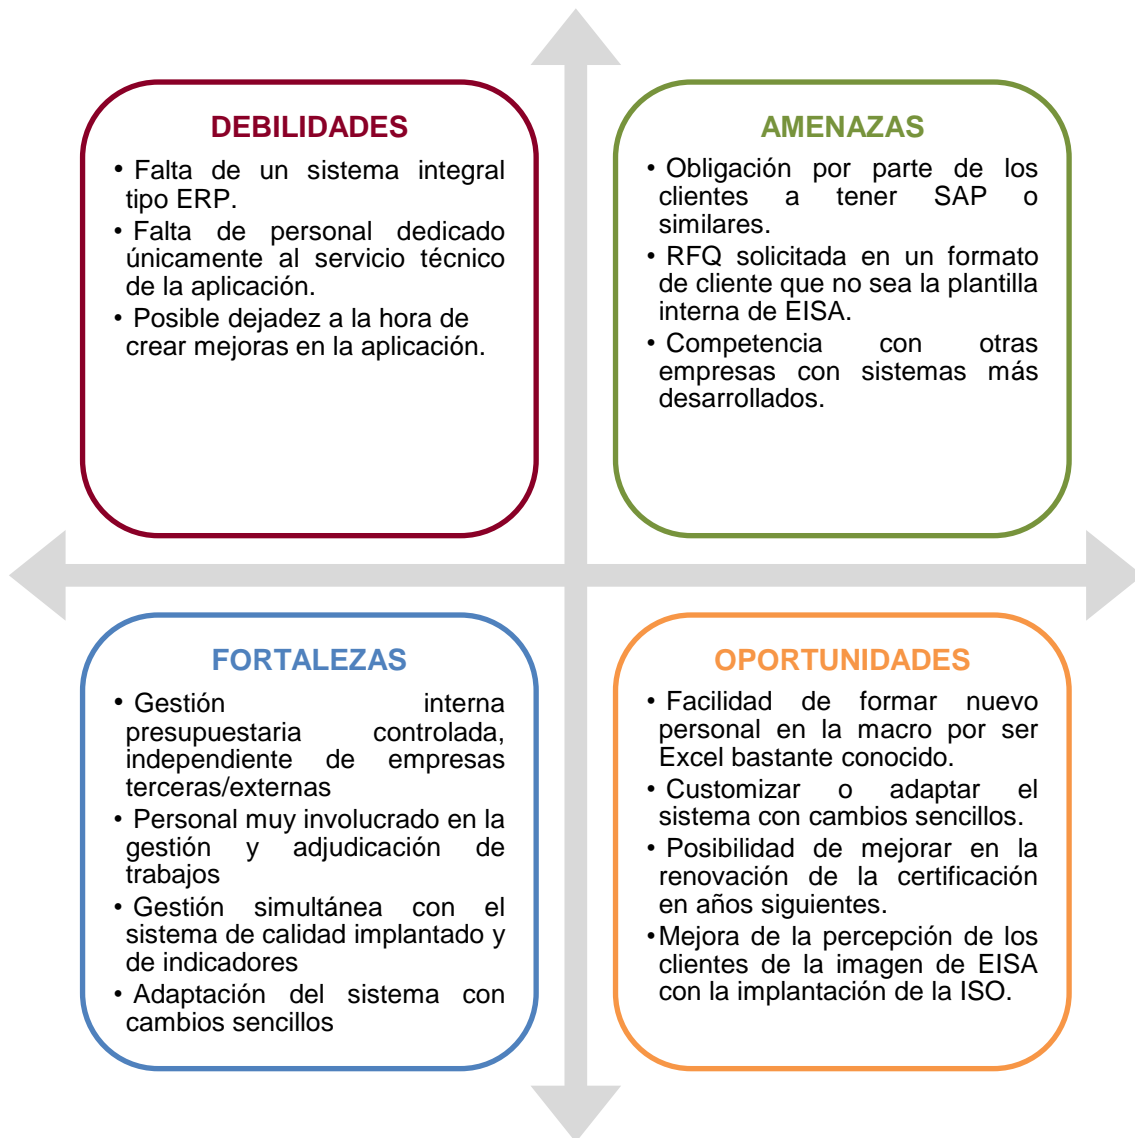 DEBILIDADES
• Falta de un sistema integral
tipo ERP.
• Falta de personal dedicado
únicamente al servicio técnico
de la aplicación.
• Posible dejadez a la hora de
crear mejoras en la aplicación.
AMENAZAS
• Obligación por parte de los
clientes a tener SAP o
similares.
• RFQ solicitada en un formato
de cliente que no sea la plantilla
interna de EISA.
• Competencia con otras
empresas con sistemas más
desarrollados.
FORTALEZAS
• Gestión interna
presupuestaria controlada,
independiente de empresas
terceras/externas
• Personal muy involucrado en la
gestión y adjudicación de
trabajos
• Gestión simultánea con el
sistema de calidad implantado y
de indicadores
• Adaptación del sistema con
cambios sencillos
OPORTUNIDADES
• Facilidad de formar nuevo
personal en la macro por ser
Excel bastante conocido.
• Customizar o adaptar el
sistema con cambios sencillos.
• Posibilidad de mejorar en la
renovación de la certificación
en años siguientes.
•Mejora de la percepción de los
clientes de la imagen de EISA
con la implantación de la ISO.